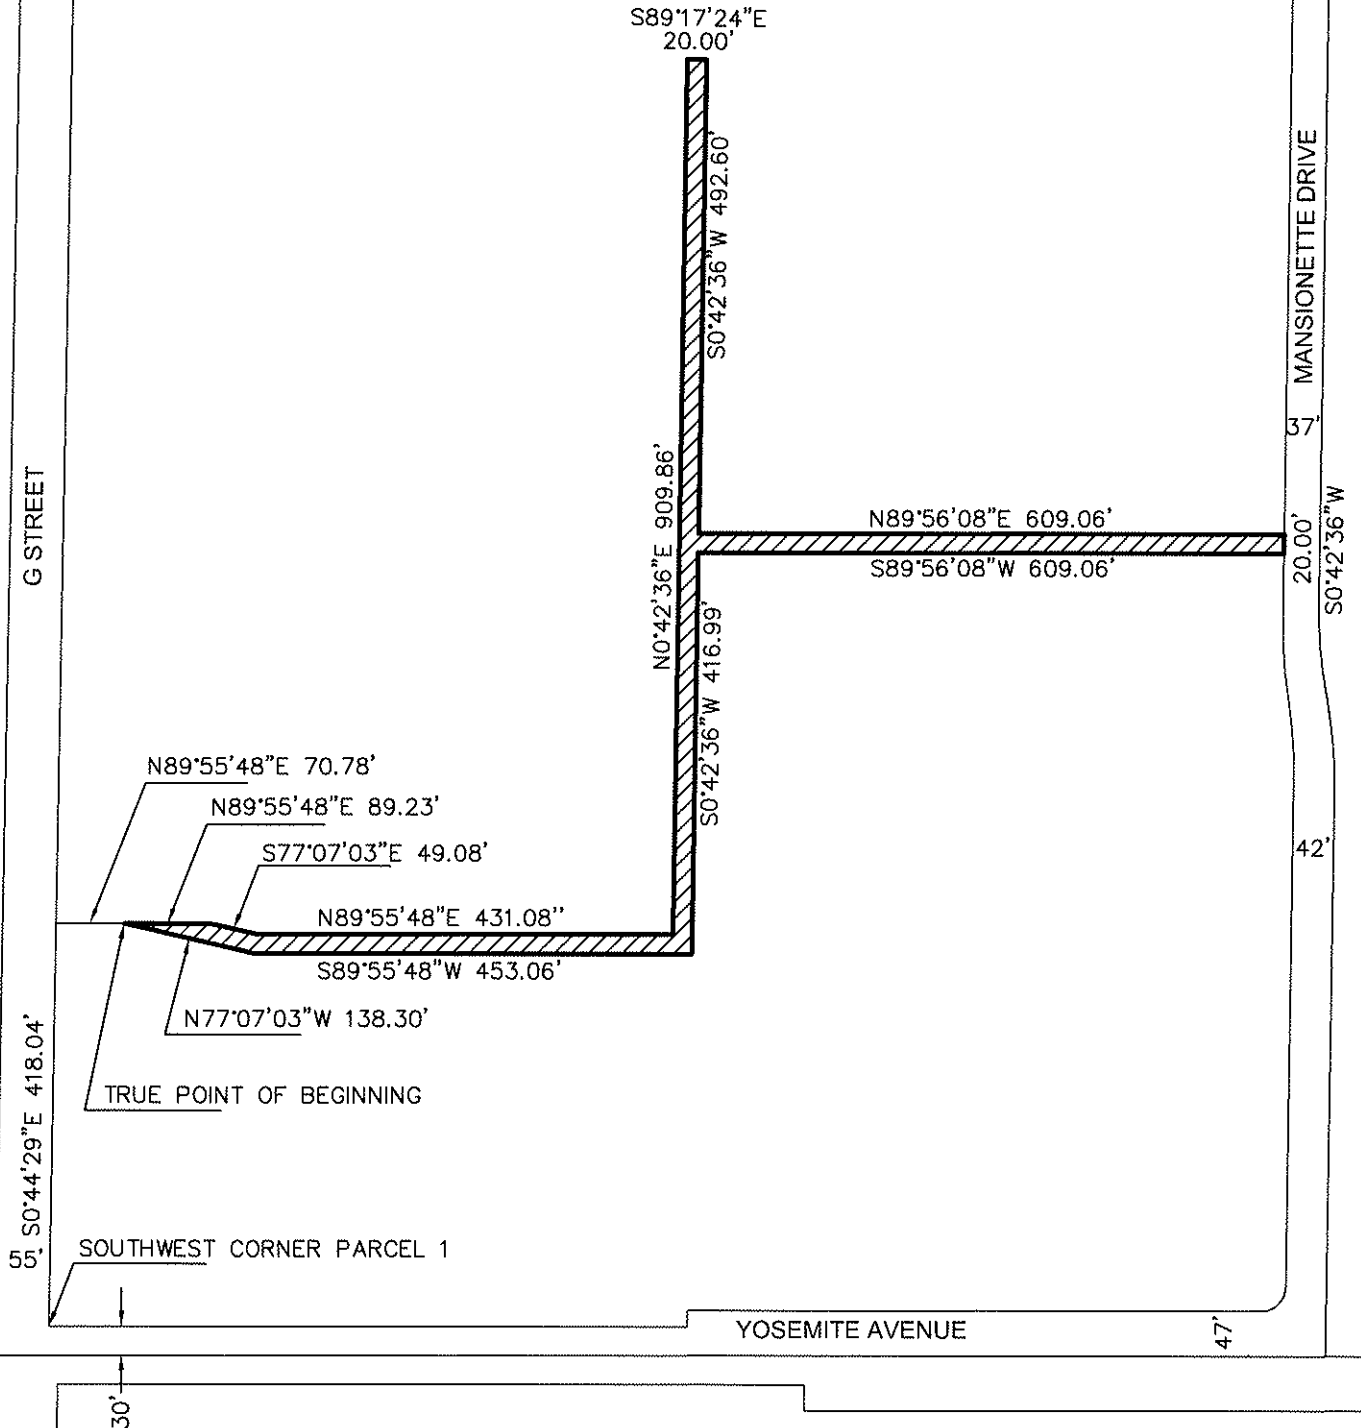 S89°17'24"E
20.00'
S0°42'36"W 492.60'
MANSIONETTE DRIVE
37'
G STREET
N0°42'36"E 909.86'
N89°56'08"E 609.06'
S89°56'08"W 609.06'
20.00'
S0°42'36"W
S0°42'36"W 416.99'
N89°55'48"E 70.78'
N89°55'48"E 89.23'
S77°07'03"E 49.08'
42'
N89°55'48"E 431.08''
S89°55'48"W 453.06'
N77°07'03"W 138.30'
TRUE POINT OF BEGINNING
S0°44'29"E 418.04'
55'
SOUTHWEST CORNER PARCEL 1
YOSEMITE AVENUE
47'
30'